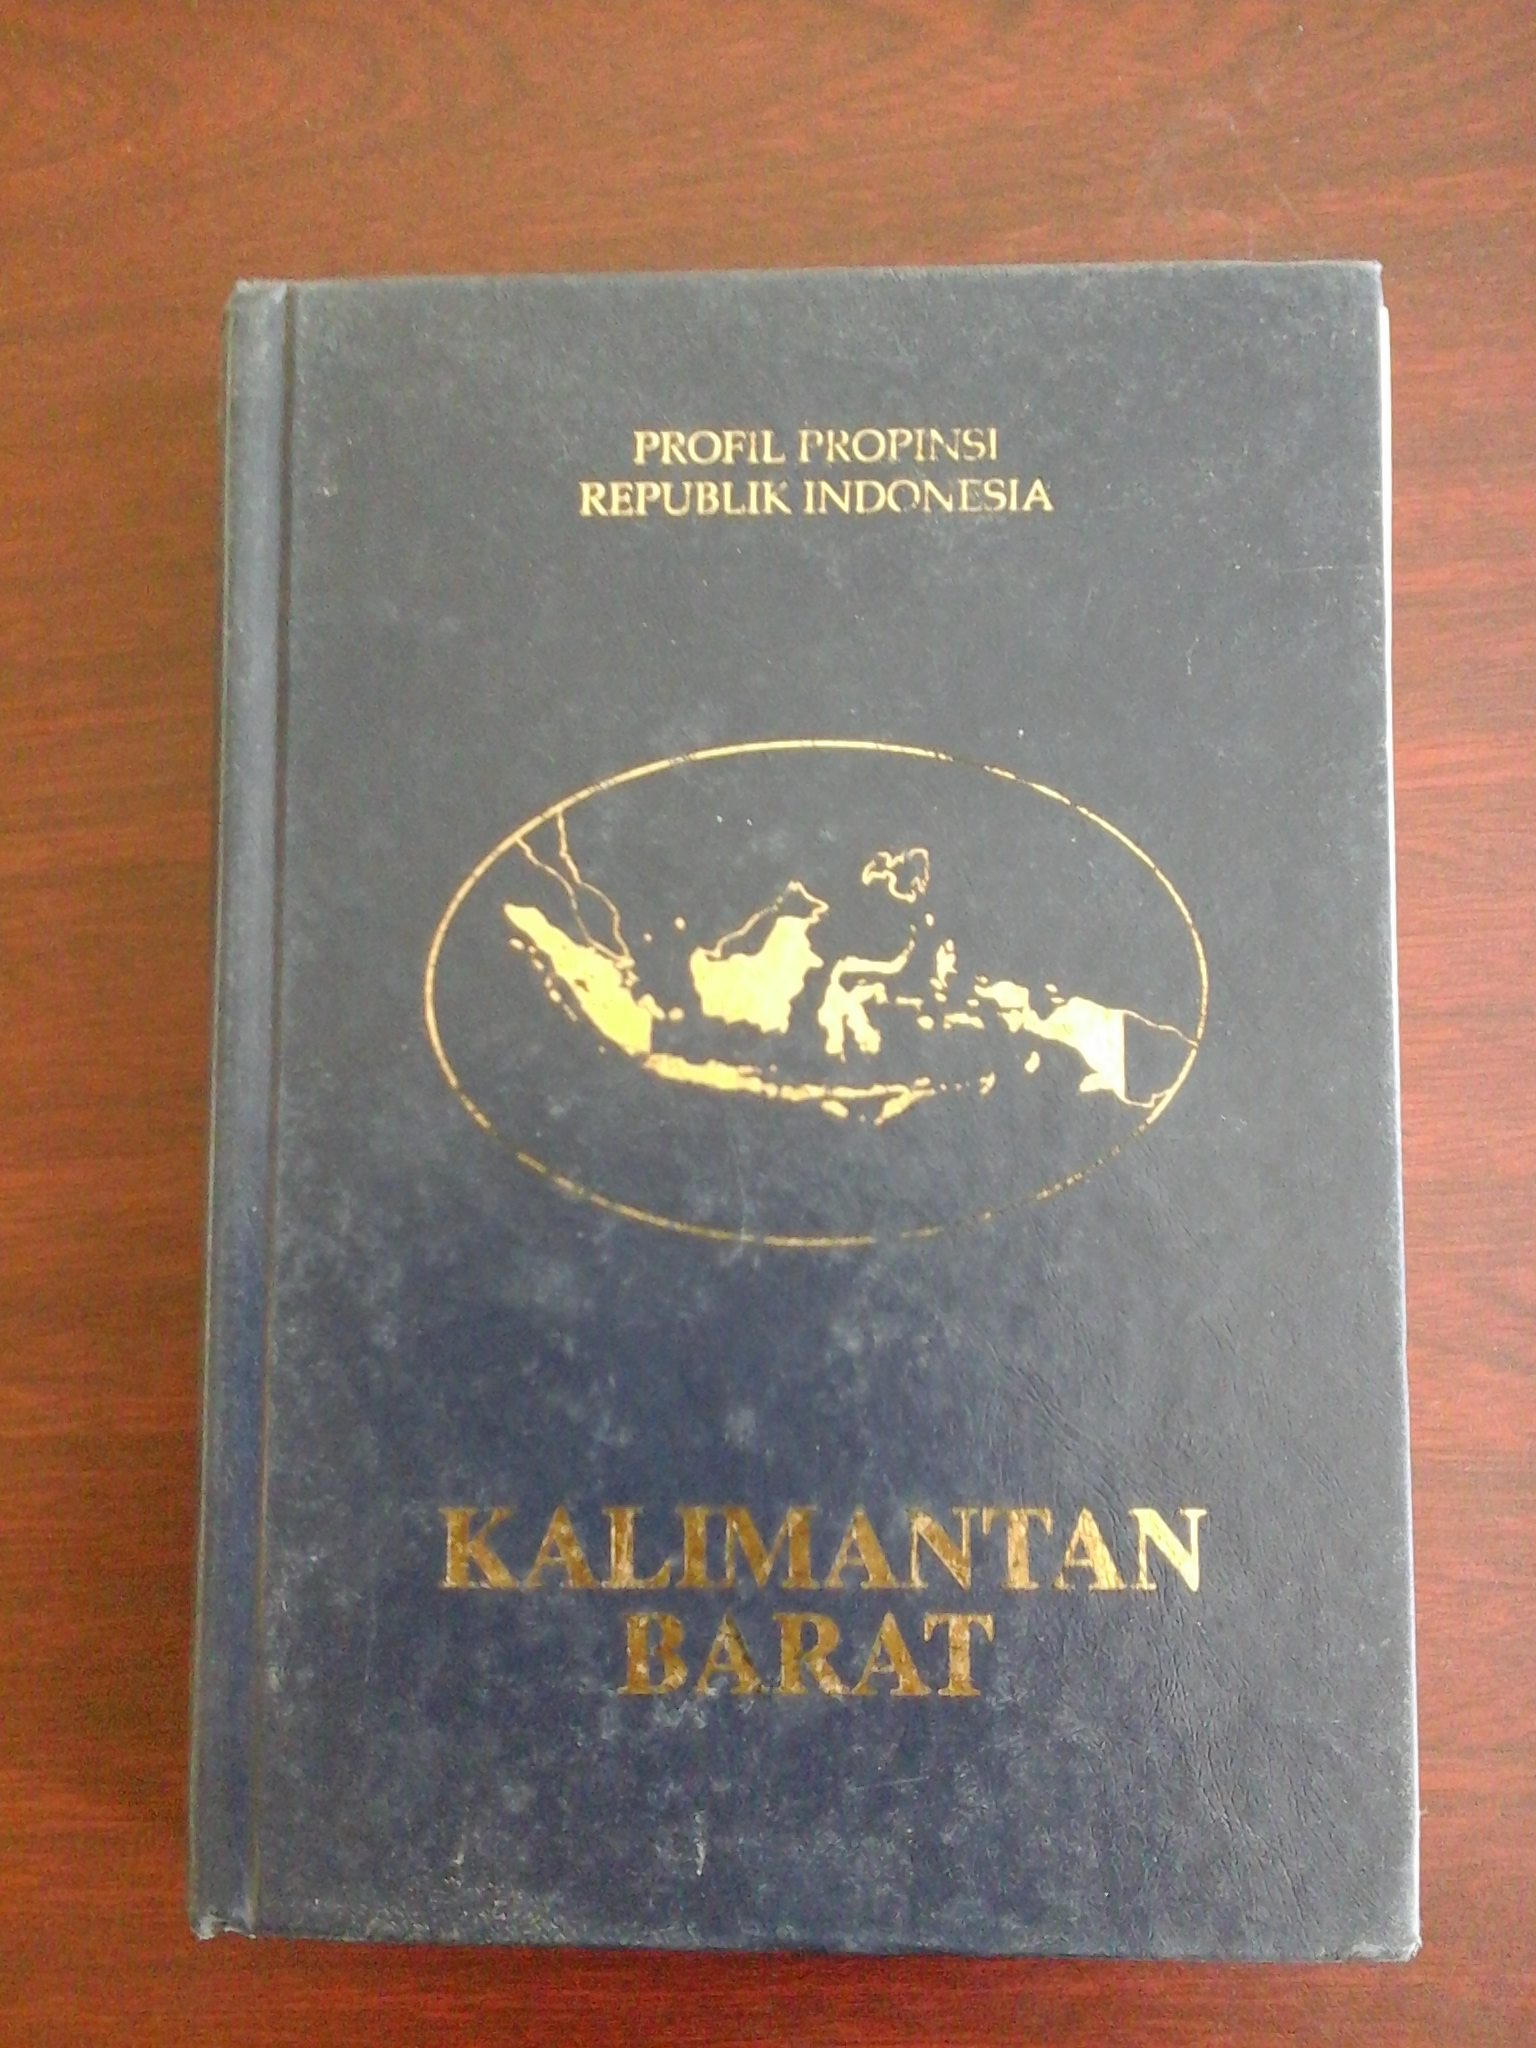 PROFIL PROPINSI
REPUBLIK INDONESIA
KALIMANTAN
BARAT